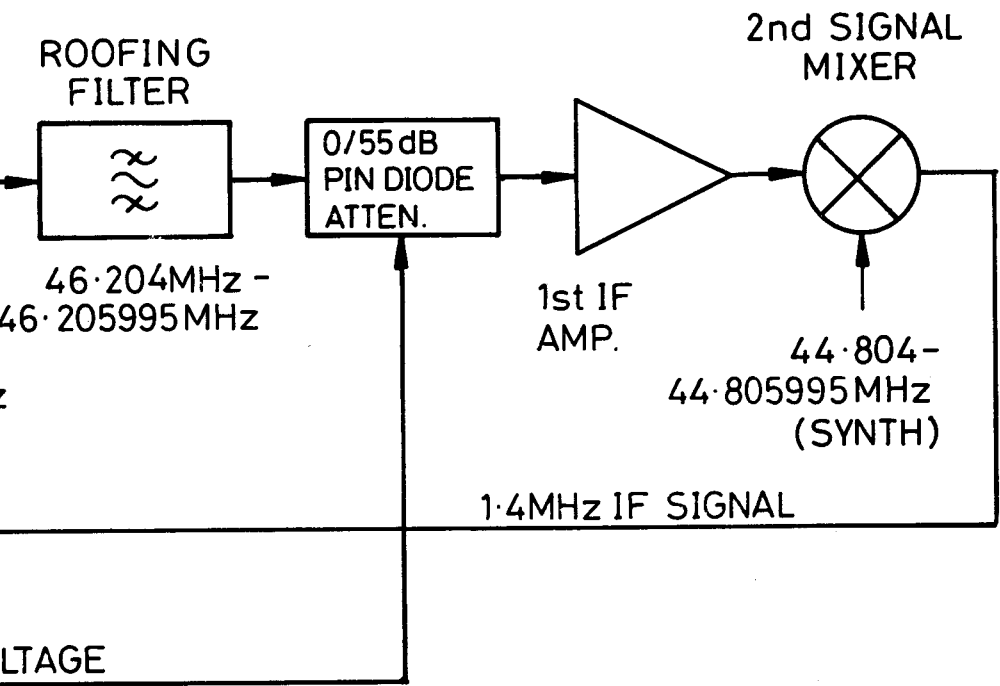 ROOFING
FILTER
2nd SIGNAL
MIXER
0/55dB
PIN DIODE
ATTEN.
46·204MHz -
46·205995MHz
1st IF
AMP.
44·804-
44·805995MHz
(SYNTH)
1·4MHz IF SIGNAL